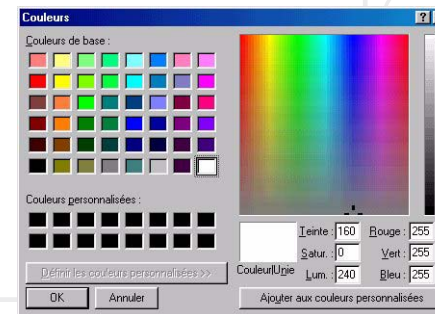 Couleurs
Couleurs de base :
Couleurs personnalisées :
Définir les couleurs personnalisées >>
OK
Annuler
Couleur|Unie
Teinte : 160
Satur. : 0
Lum. : 240
Rouge : 255
Vert : 255
Bleu : 255
Ajouter aux couleurs personnalisées